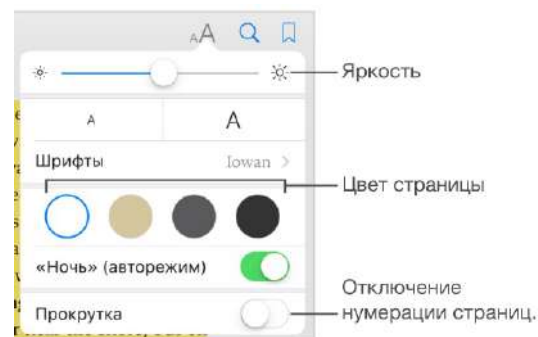 AA
Яркость
A A
Шрифты Iowan >
Цвет страницы
«Ночь» (авторежим)
Отключение
Прокрутка нумерации страниц.